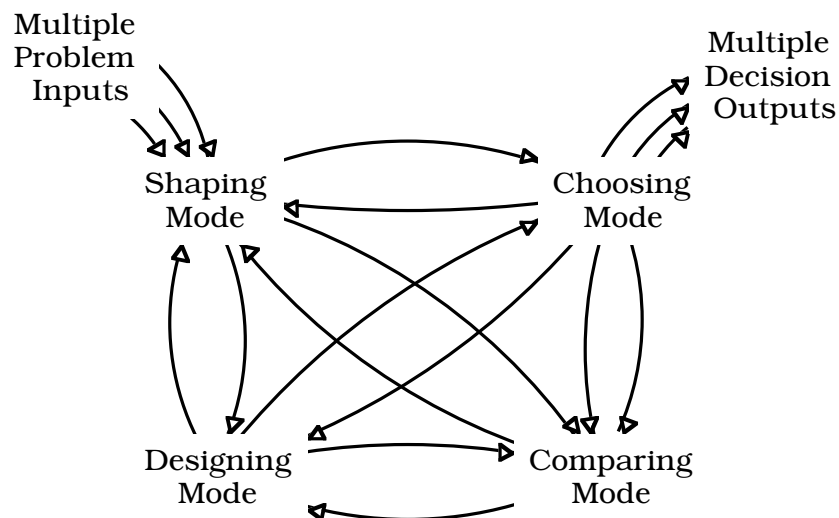 Multiple
Problem
Inputs
Multiple
Decision
Outputs
Shaping
Mode
Choosing
Mode
Designing
Mode
Comparing
Mode